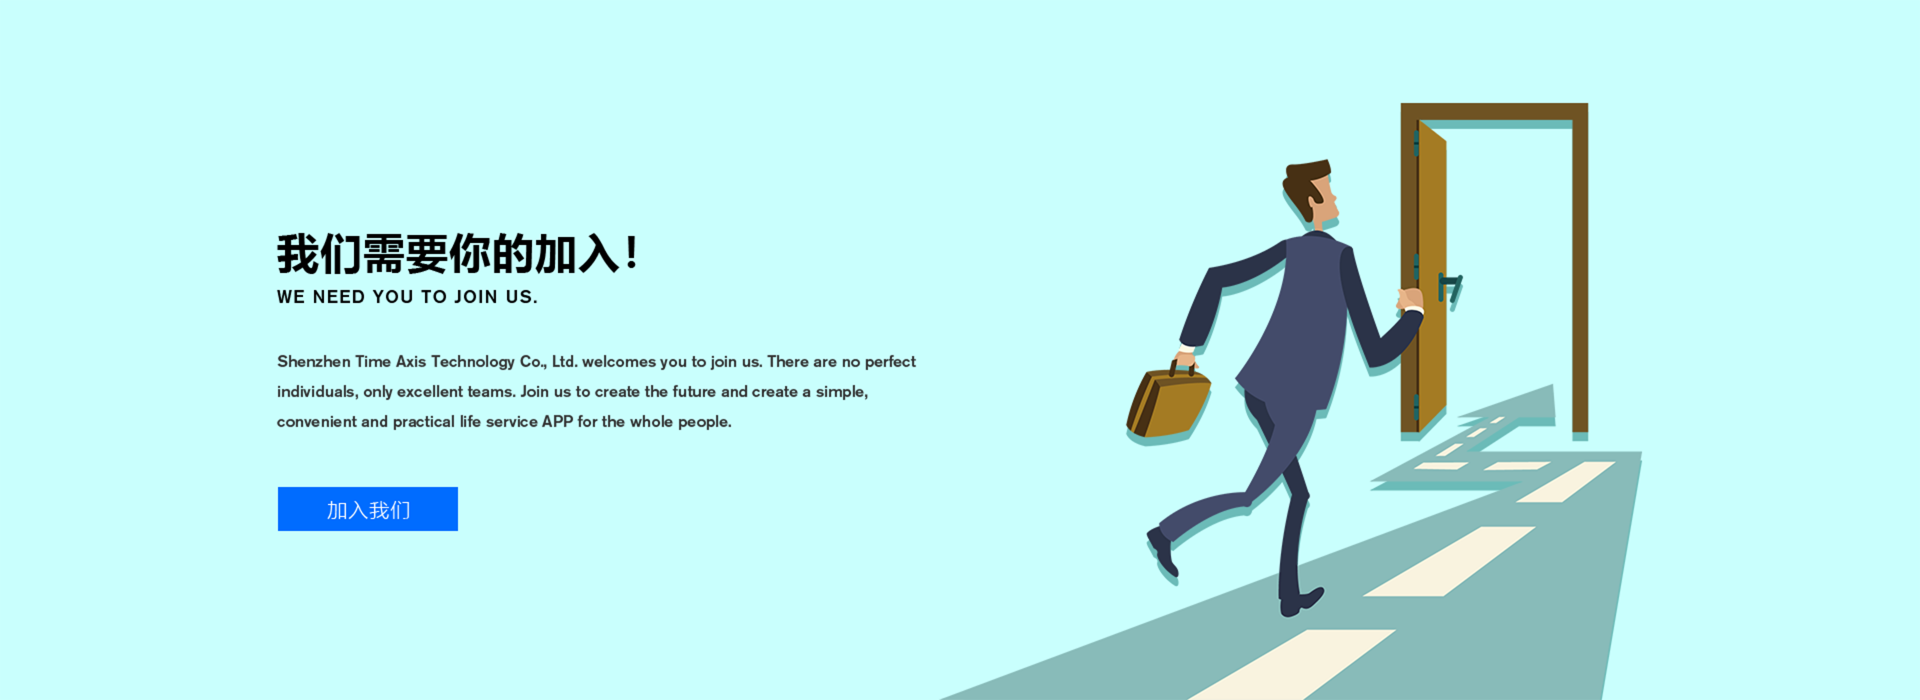 我们需要你的加入！
WE NEED YOU TO JOIN US.
Shenzhen Time Axis Technology Co., Ltd. welcomes you to join us. There are no perfect
individuals, only excellent teams. Join us to create the future and create a simple,
convenient and practical life service APP for the whole people.
加入我们